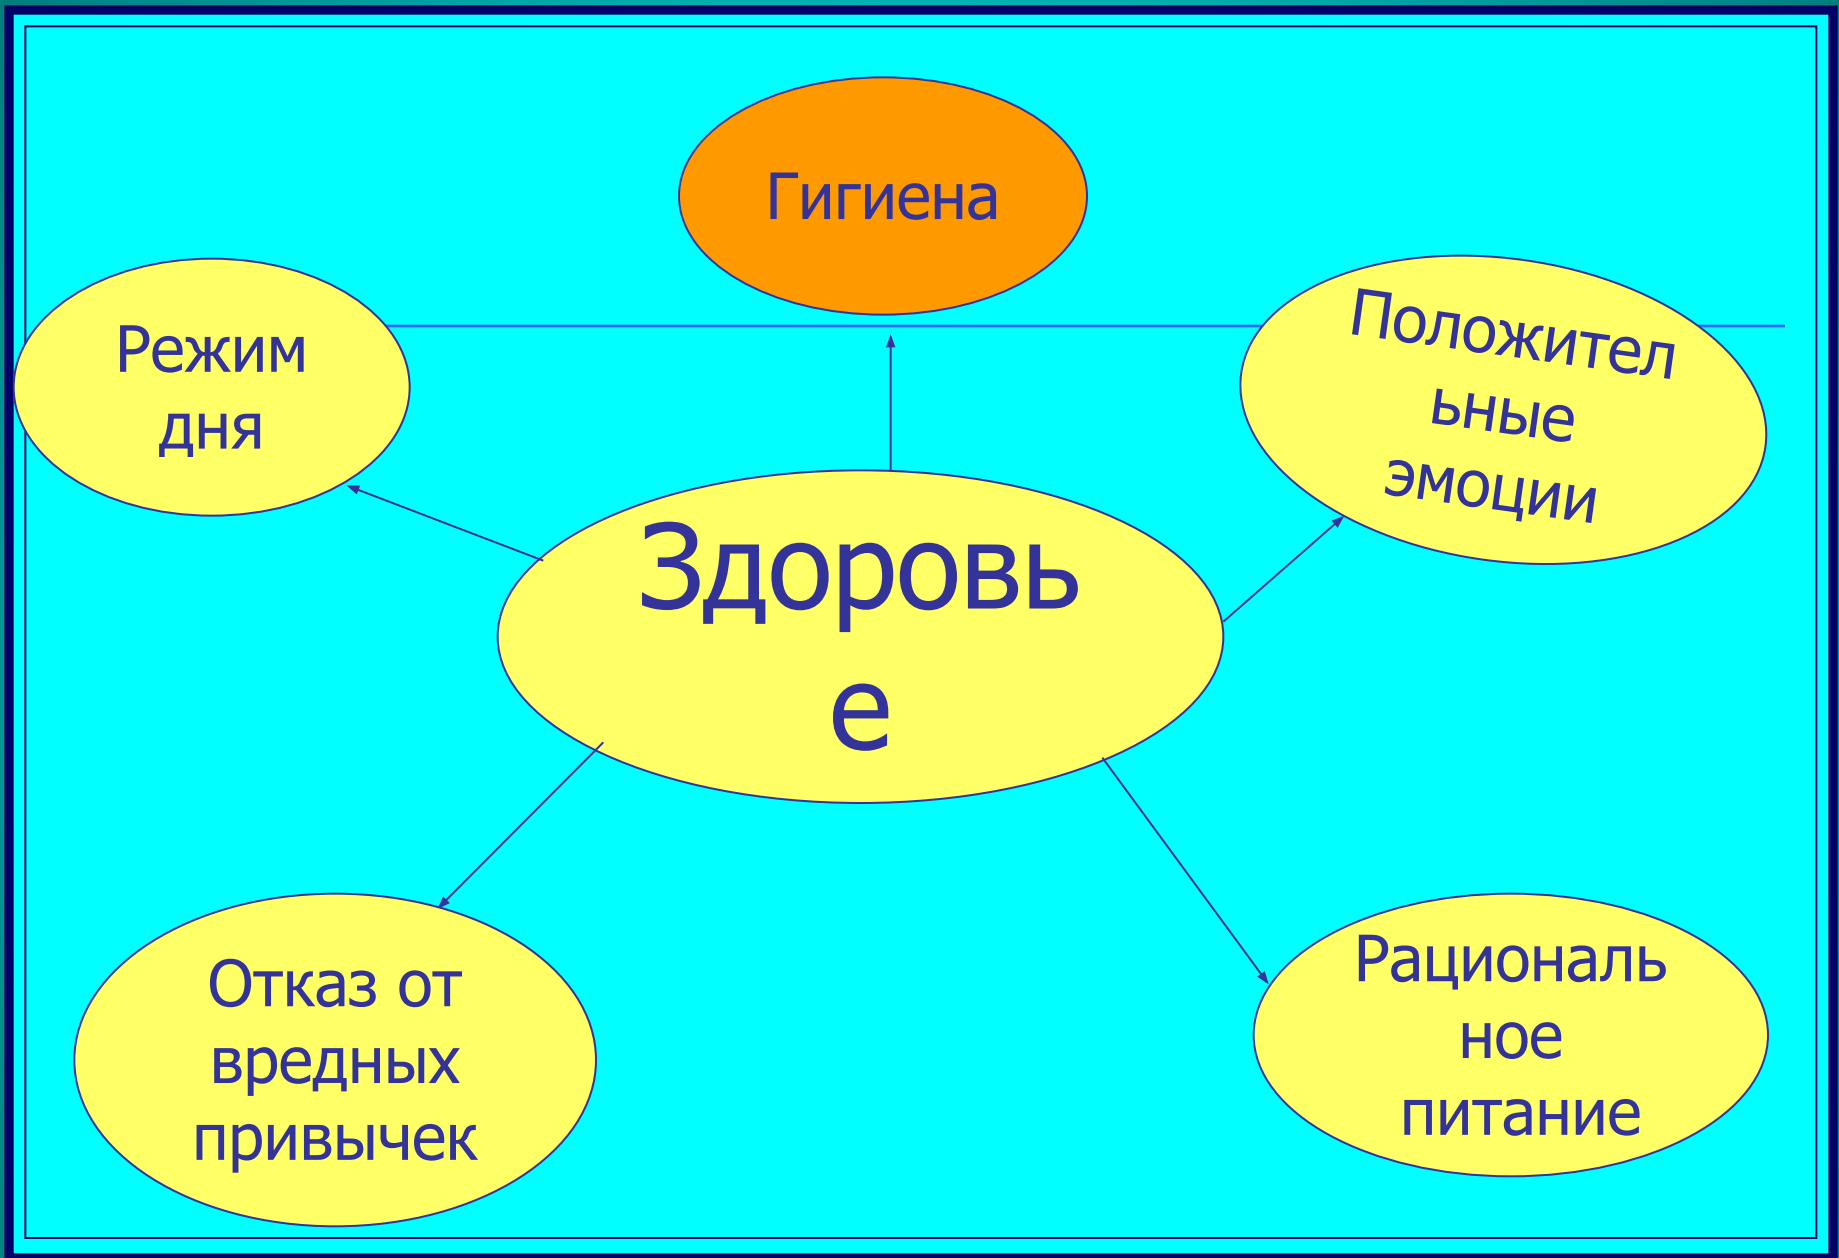 Гигиена
Режим
дня
Положител
ьные
эмоции
Здоровь
е
Отказ от
вредных
привычек
Рациональ
ное
питание